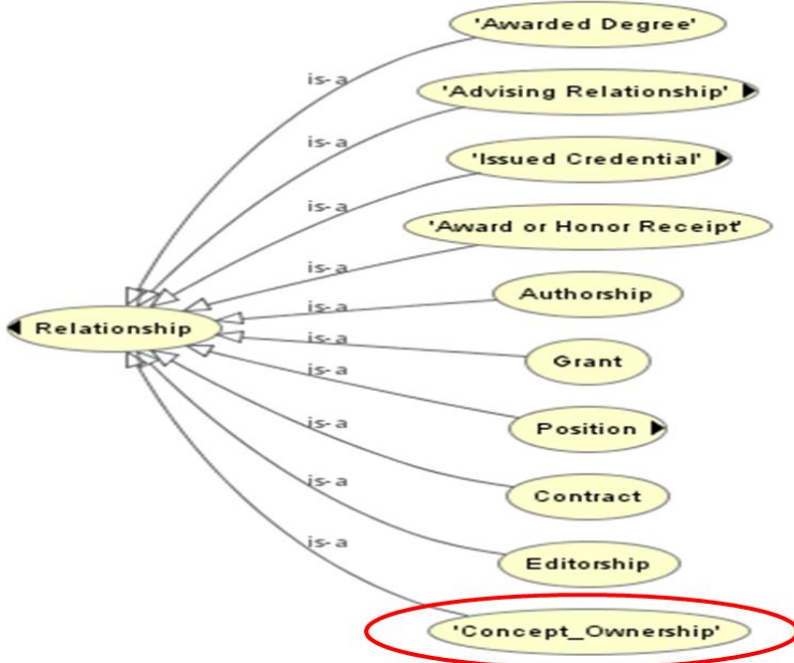 'Awarded Degree'
is-a
'Advising Relationship'
is-a
'Issued Credential'
is-a
'Award or Honor Receipt'
is-a
Authorship
is-a
Relationship
is-a
Grant
is-a
Position
is-a
Contract
is-a
Editorship
is-a
'Concept_Ownership'